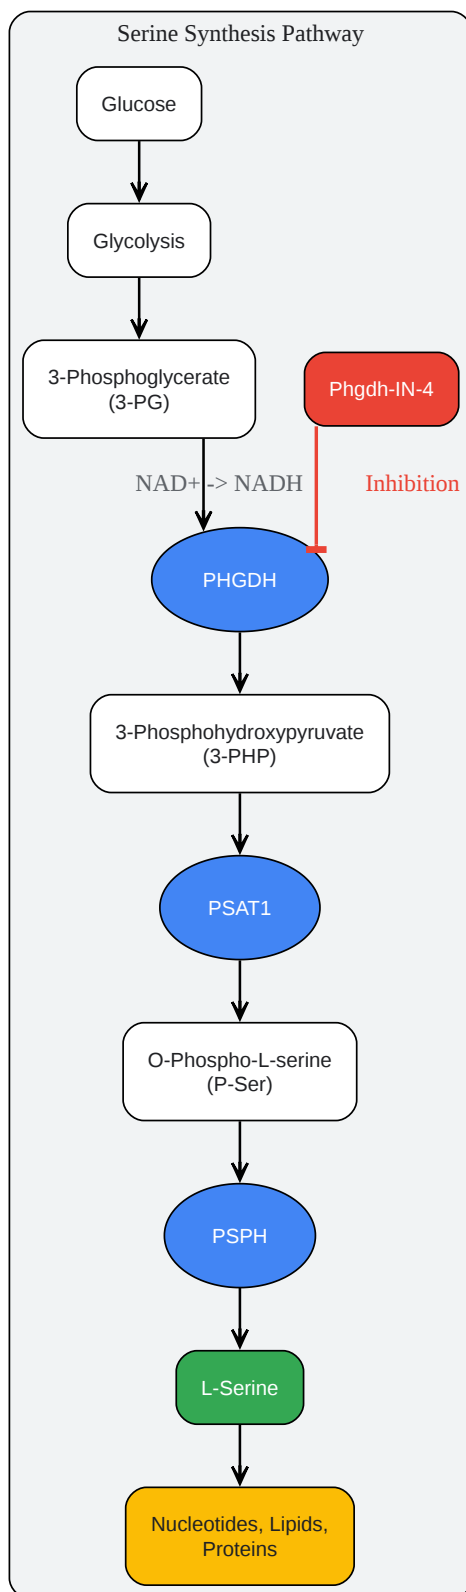 Serine Synthesis Pathway
Glucose
Glycolysis
3-Phosphoglycerate
(3-PG)
Phgdh-IN-4
NAD+ -> NADH
Inhibition
PHGDH
3-Phosphohydroxypyruvate
(3-PHP)
PSAT1
O-Phospho-L-serine
(P-Ser)
PSPH
L-Serine
Nucleotides, Lipids,
Proteins